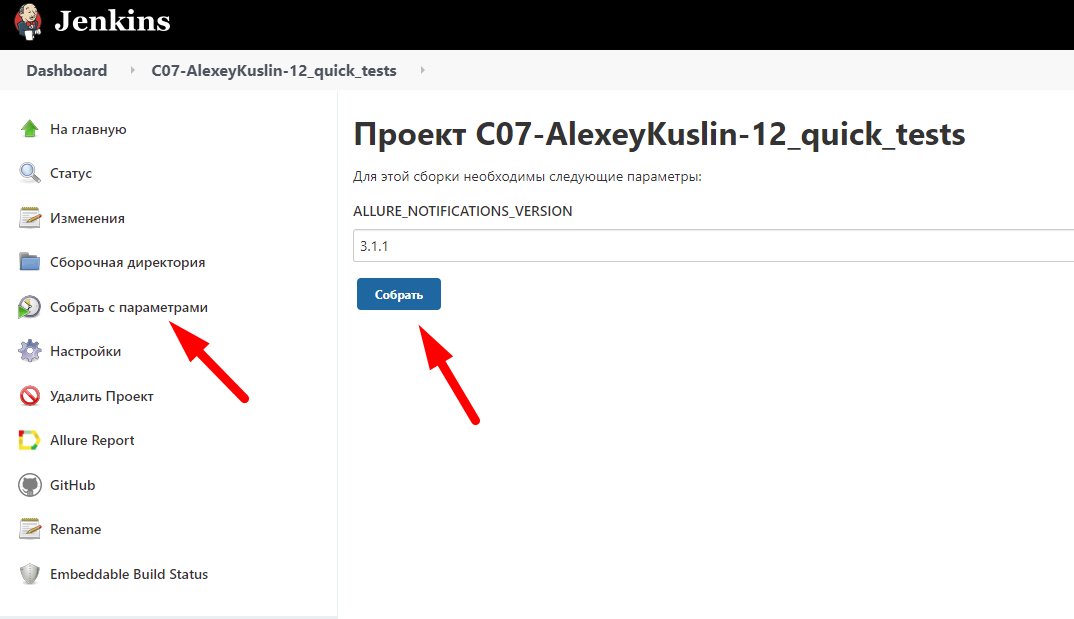 Jenkins
Dashboard
C07-AlexeyKuslin-12_quick_tests
На главную
Статус
Изменения
Сборочная директория
Собрать с параметрами
Настройки
Удалить Проект
Allure Report
GitHub
Rename
Embeddable Build Status
Проект C07-AlexeyKuslin-12_quick_tests
Для этой сборки необходимы следующие параметры:
ALLURE_NOTIFICATIONS_VERSION
3.1.1
Собрать